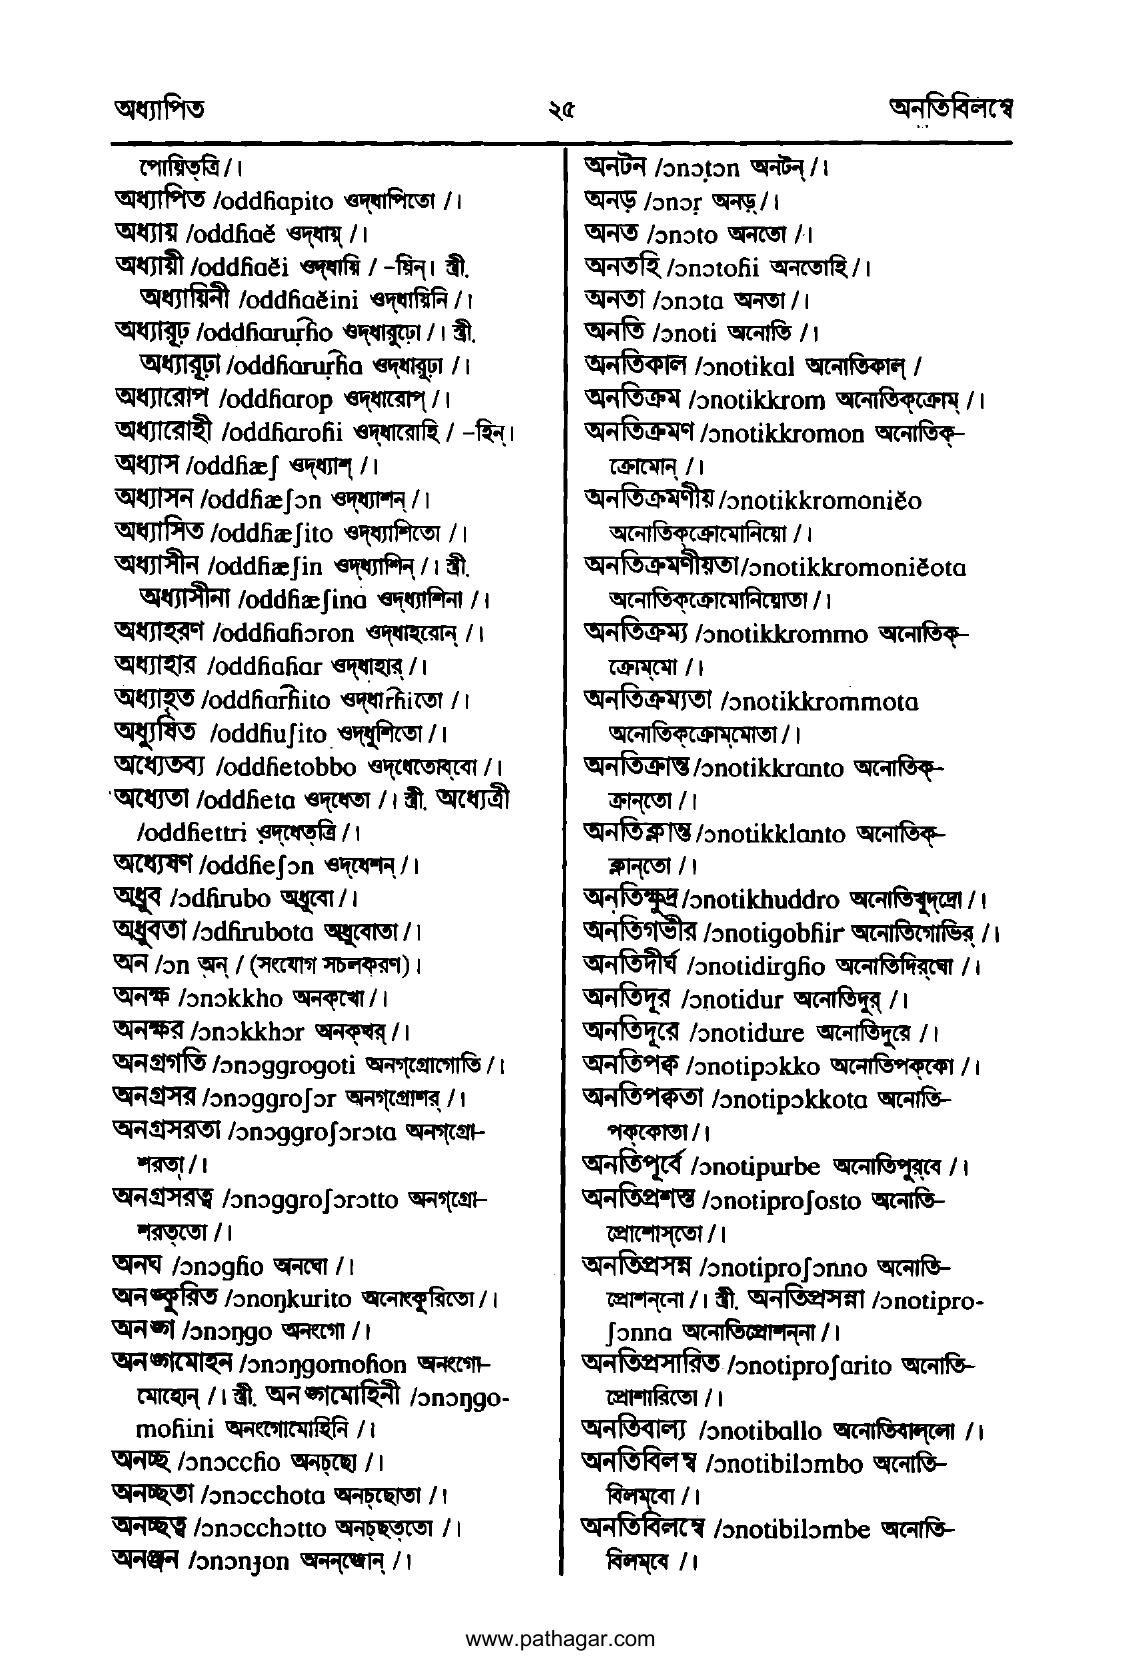 অধ্যাপিত ২৫ অনতিবিলম্বে
পোয়িত্ত্রি / ।
অধ্যাপিত /oddɦapito ওদ্ধাপিতো / ।
অধ্যায় /oddɦaĕ ওদ্ধায়্ / ।
অধ্যায়ী /oddɦaĕi ওদ্ধায়ি / -য়িন্। স্ত্রী.
অধ্যায়িনী /oddɦaĕini ওদ্ধায়িনি / ।
অধ্যারূঢ় /oddɦaruɽɦo ওদ্ধারুঢ়ো / । স্ত্রী.
অধ্যারূঢ়া /oddɦaruɽɦa ওদ্ধারুঢ়া / ।
অধ্যারোপ /oddɦarop ওদ্ধারোপ্ / ।
অধ্যারোহী /oddɦaroɦi ওদ্ধারোহি / -হিন্।
অধ্যাস /oddɦæʃ ওদ্ধ্যাশ্ / ।
অধ্যাসন /oddɦæʃɔn ওদ্ধ্যাশন্ / ।
অধ্যাসিত /oddɦæʃito ওদ্ধ্যাশিতো / ।
অধ্যাসীন /oddɦæʃin ওদ্ধ্যাশিন্ / । স্ত্রী.
অধ্যাসীনা /oddɦæʃina ওদ্ধ্যাশিনা / ।
অধ্যাহরণ /oddɦaɦɔron ওদ্ধাহরোন্ / ।
অধ্যাহার /oddɦaɦar ওদ্ধাহার্ / ।
অধ্যাহৃত /oddɦarɦito ওদ্ধাrɦiতো / ।
অধ্যুষিত /oddɦuʃito ওদ্ধুশিতো / ।
অধ্যেতব্য /oddɦetobbo ওদ্ধেতোব্বো / ।
অধ্যেতা /oddɦeta ওদ্ধেতা / । স্ত্রী. অধ্যেত্রী
/oddɦettri ওদ্ধেত্ত্রি / ।
অধ্যেষণ /oddɦeʃɔn ওদ্ধেশন্ / ।
অধ্রুব /ɔdɦrubo অধ্রুবো / ।
অধ্রুবতা /ɔdɦrubota অধ্রুবোতা / ।
অন /ɔn অন্ / (সংযোগ সচলকরণ)।
অনক্ষ /ɔnɔkkho অনক্খো / ।
অনক্ষর /ɔnɔkkhɔr অনক্খর্ / ।
অনগ্রগতি /ɔnɔggrogoti অনগ্গ্রোগোতি / ।
অনগ্রসর /ɔnɔggroʃɔr অনগ্গ্রোশর্ / ।
অনগ্রসরতা /ɔnɔggroʃɔrɔta অনগ্গ্রো-
শরতা / ।
অনগ্রসরত্ব /ɔnɔggroʃɔrɔtto অনগ্গ্রো-
শরত্তো / ।
অনঘ /ɔnɔgɦo অনঘো / ।
অনঙ্কুরিত /ɔnoŋkurito অনোংকুরিতো / ।
অনঙ্গ /ɔnɔŋgo অনংগো / ।
অনঙ্গমোহন /ɔnɔŋgomoɦon অনংগো-
মোহোন্ / । স্ত্রী. অনঙ্গমোহিনী /ɔnɔŋgo-
moɦini অনংগোমোহিনি / ।
অনচ্ছ /ɔnɔccɦo অনচ্ছো / ।
অনচ্ছতা /ɔnɔcchota অনচ্ছোতা / ।
অনচ্ছত্ব /ɔnɔcchɔtto অনচ্ছত্তো / ।
অনঞ্জন /ɔnɔnɟon অনন্জোন্ / ।
অনটন /ɔnɔṭɔn অনটন্ / ।
অনড় /ɔnɔṛ অনড়্ / ।
অনত /ɔnɔto অনতো / ।
অনতহি /ɔnɔtoɦi অনতোহি / ।
অনতা /ɔnɔta অনতা / ।
অনতি /ɔnoti অনোতি / ।
অনতিকাল /ɔnotikal অনোতিকাল্ /
অনতিক্রম /ɔnotikkrom অনোতিক্ক্রোম্ / ।
অনতিক্রমণ /ɔnotikkromon অনোতিক্-
ক্রোমোন্ / ।
অনতিক্রমণীয় /ɔnotikkromoniĕo
অনোতিক্ক্রোমোনিয়ো / ।
অনতিক্রমণীয়তা/ɔnotikkromoniĕota
অনোতিক্ক্রোমোনিয়োতা / ।
অনতিক্রম্য /ɔnotikkrommo অনোতিক্-
ক্রোম্মো / ।
অনতিক্রম্যতা /ɔnotikkrommota
অনোতিক্ক্রোম্মোতা / ।
অনতিক্রান্ত /ɔnotikkranto অনোতিক্-
ক্রান্তো / ।
অনতিক্লান্ত /ɔnotikklanto অনোতিক্-
ক্লান্তো / ।
অনতিক্ষুদ্র /ɔnotikhuddro অনোতিখুদ্দ্রো / ।
অনতিগভীর /ɔnotigobɦir অনোতিগোভির্ / ।
অনতিদীর্ঘ /ɔnotidirgɦo অনোতিদির্ঘো / ।
অনতিদূর /ɔnotidur অনোতিদুর্ / ।
অনতিদূরে /ɔnotidure অনোতিদুরে / ।
অনতিপক্ব /ɔnotipɔkko অনোতিপক্কো / ।
অনতিপক্বতা /ɔnotipɔkkota অনোতি-
পক্কোতা / ।
অনতিপূর্বে /ɔnotipurbe অনোতিপুর্বে / ।
অনতিপ্রশস্ত /ɔnotiproʃosto অনোতি-
প্রোশোস্তো / ।
অনতিপ্রসন্ন /ɔnotiproʃɔnno অনোতি-
প্রোশন্নো / । স্ত্রী. অনতিপ্রসন্না /ɔnotipro-
ʃɔnna অনোতিপ্রোশন্না / ।
অনতিপ্রসারিত /ɔnotiproʃarito অনোতি-
প্রোশারিতো / ।
অনতিবাল্য /ɔnotiballo অনোতিবাল্লো / ।
অনতিবিলম্ব /ɔnotibilɔmbo অনোতি-
বিলম্বো / ।
অনতিবিলম্বে /ɔnotibilɔmbe অনোতি-
বিলম্বে / ।
www.pathagar.com